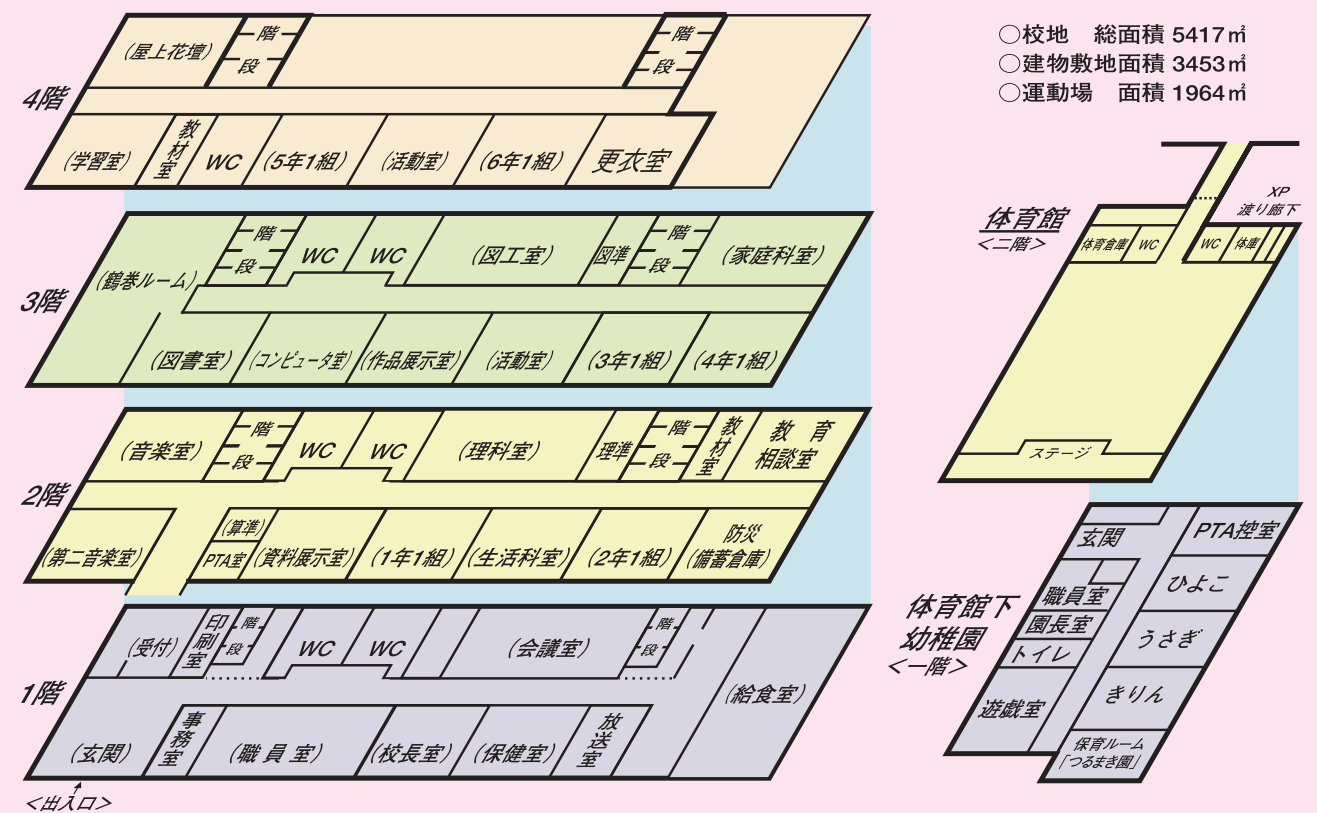 ○校地　総面積 5417㎡
○建物敷地面積 3453㎡
○運動場　面積 1964㎡
4階
(屋上花壇)
階
段
階
段
(学習室)
教材室
WC
(5年1組)
(活動室)
(6年1組)
更衣室
3階
(鶴巻ルーム)
階
段
WC
WC
(図工室)
図準
階
段
(家庭科室)
(図書室)
(コンピュータ室)
(作品展示室)
(活動室)
(3年1組)
(4年1組)
2階
(音楽室)
階
段
WC
WC
(理科室)
理準
階
段
教材室
教　育
相談室
(第二音楽室)
(算準)
PTA室
(資料展示室)
(1年1組)
(生活科室)
(2年1組)
防災
(備蓄倉庫)
1階
(受付)
印刷室
階
段
WC
WC
(会議室)
階
段
(給食室)
(玄関)
事務室
(職 員 室)
(校長室)
(保健室)
放送室
＜出入口＞
体育館
＜二階＞
XP
渡り廊下
体育倉庫
WC
WC
体庫
ステージ
体育館下
幼稚園
＜一階＞
玄関
PTA控室
職員室
ひよこ
園長室
うさぎ
トイレ
きりん
遊戯室
保育ルーム
「つるまき園」